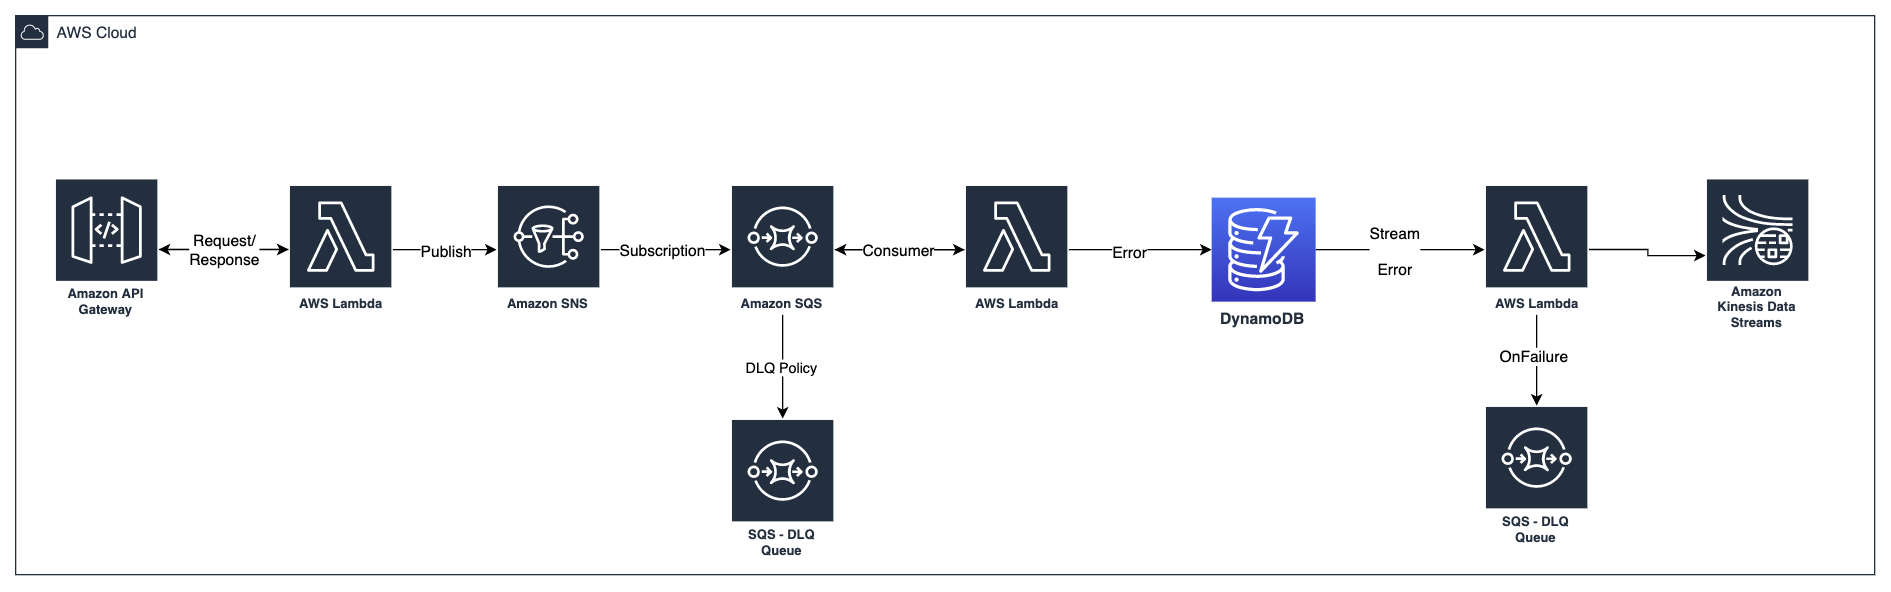 AWS Cloud
Request/
Response
Publish
Subscription
Consumer
Error
Stream
Error
Amazon API
Gateway
AWS Lambda
Amazon SNS
Amazon SQS
AWS Lambda
DynamoDB
AWS Lambda
Amazon
Kinesis Data
Streams
DLQ Policy
OnFailure
SQS - DLQ
Queue
SQS - DLQ
Queue